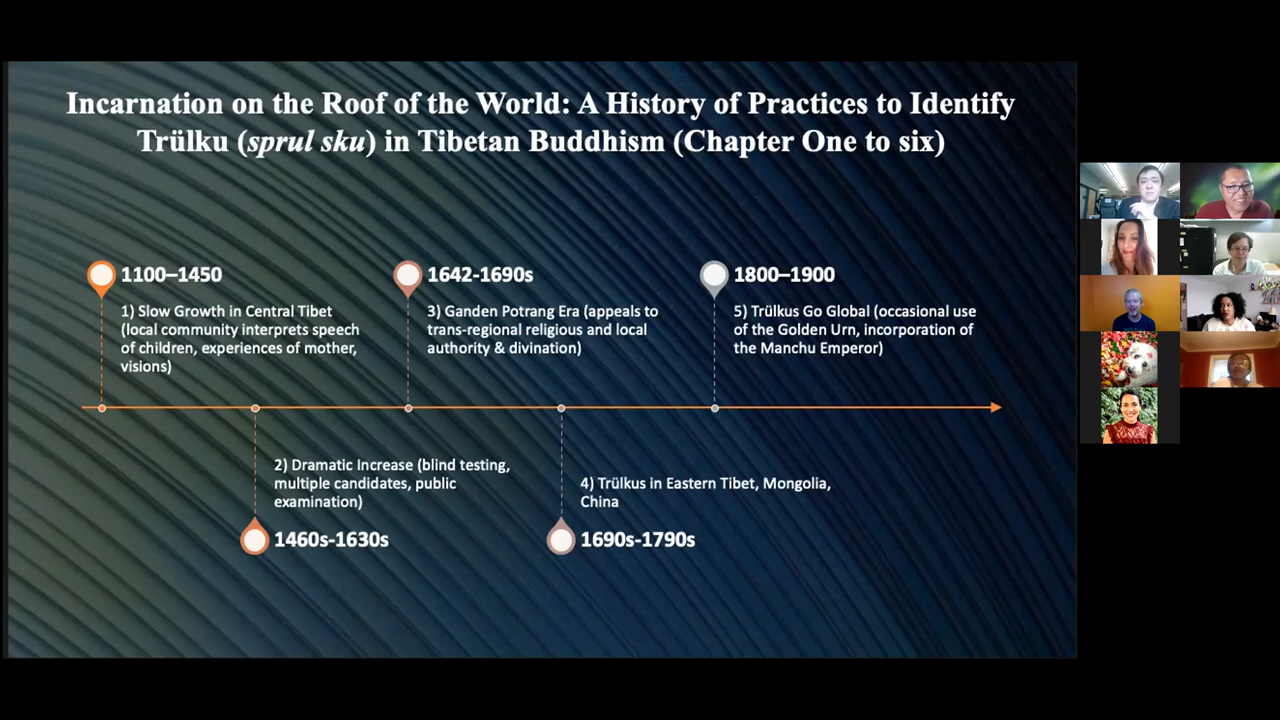 Incarnation on the Roof of the World: A History of Practices to Identify
Trülku (sprul sku) in Tibetan Buddhism (Chapter One to six)
1100–1450
1) Slow Growth in Central Tibet
(local community interprets speech
of children, experiences of mother,
visions)
1642-1690s
3) Ganden Potrang Era (appeals to
trans-regional religious and local
authority & divination)
1800–1900
5) Trülkus Go Global (occasional use
of the Golden Urn, incorporation of
the Manchu Emperor)
2) Dramatic Increase (blind testing,
multiple candidates, public
examination)
1460s-1630s
4) Trülkus in Eastern Tibet, Mongolia,
China
1690s-1790s